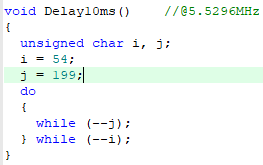 void Delay10ms()    //@5.5296MHz
{
  unsigned char i, j;
  i = 54;
  j = 199;
  do
  {
    while (--j);
  } while (--i);
}